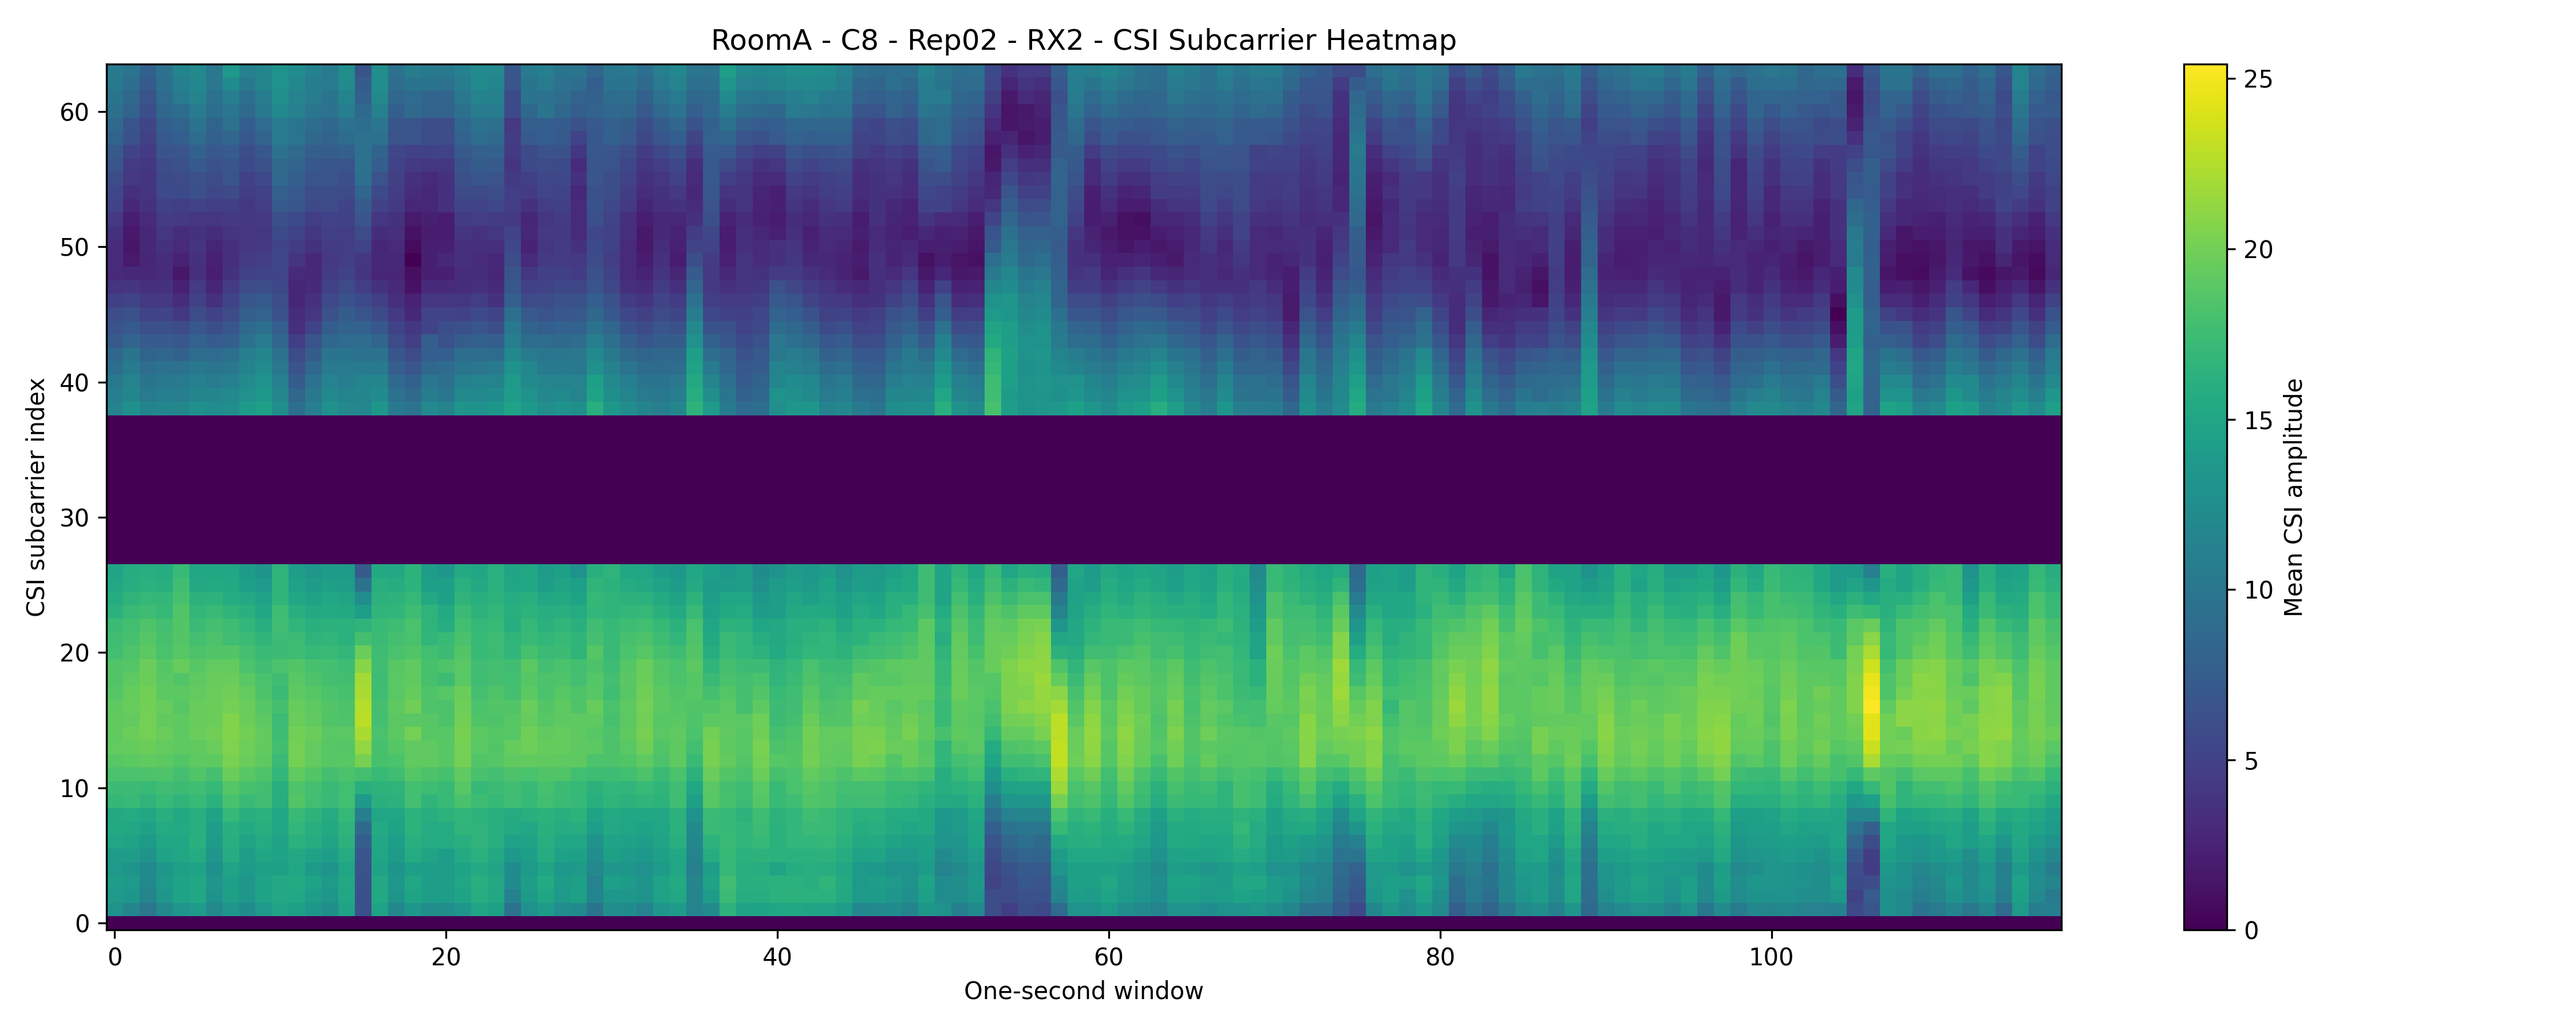 RoomA - C8 - Rep02 - RX2 - CSI Subcarrier Heatmap
CSI subcarrier index
60
50
40
30
20
10
0
0 20 40 60 80 100
One-second window
25
20
15
10
5
0
Mean CSI amplitude